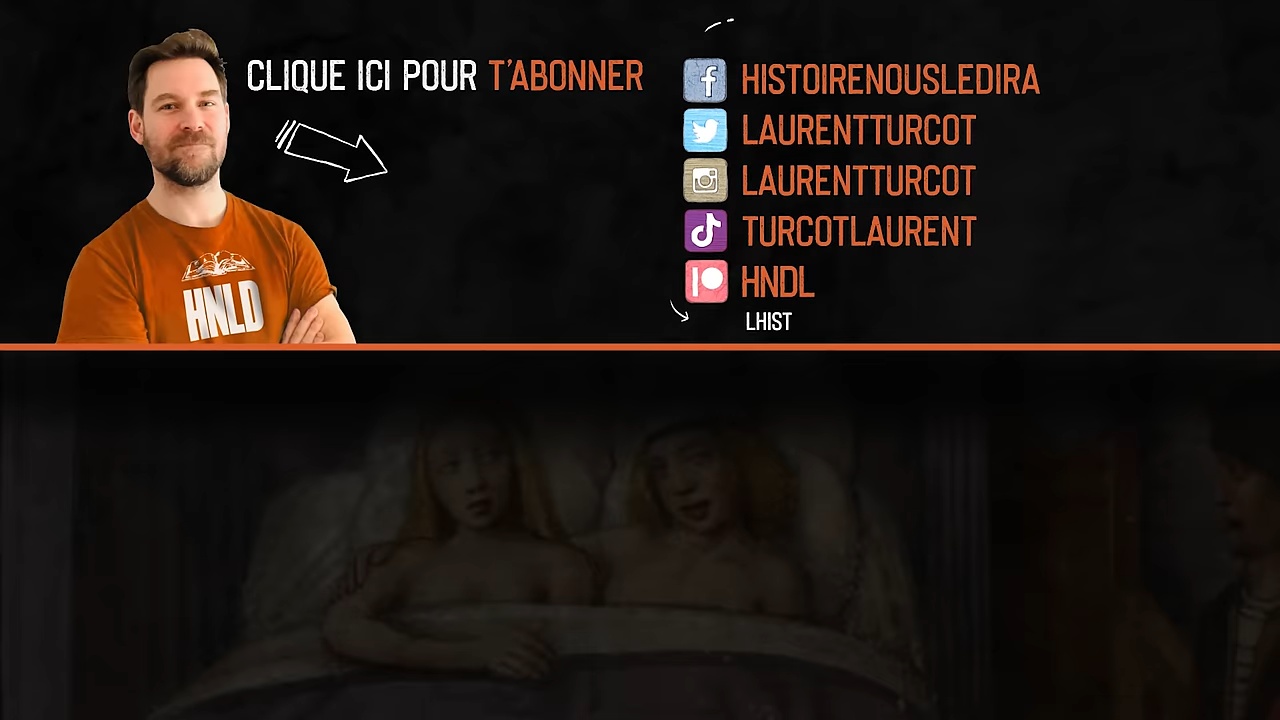 CLIQUE ICI POUR T'ABONNER
HISTOIRENOUSLEDIRA
LAURENTTURCOT
LAURENTTURCOT
TURCOTLAURENT
HNDL
LHIST
HNLD